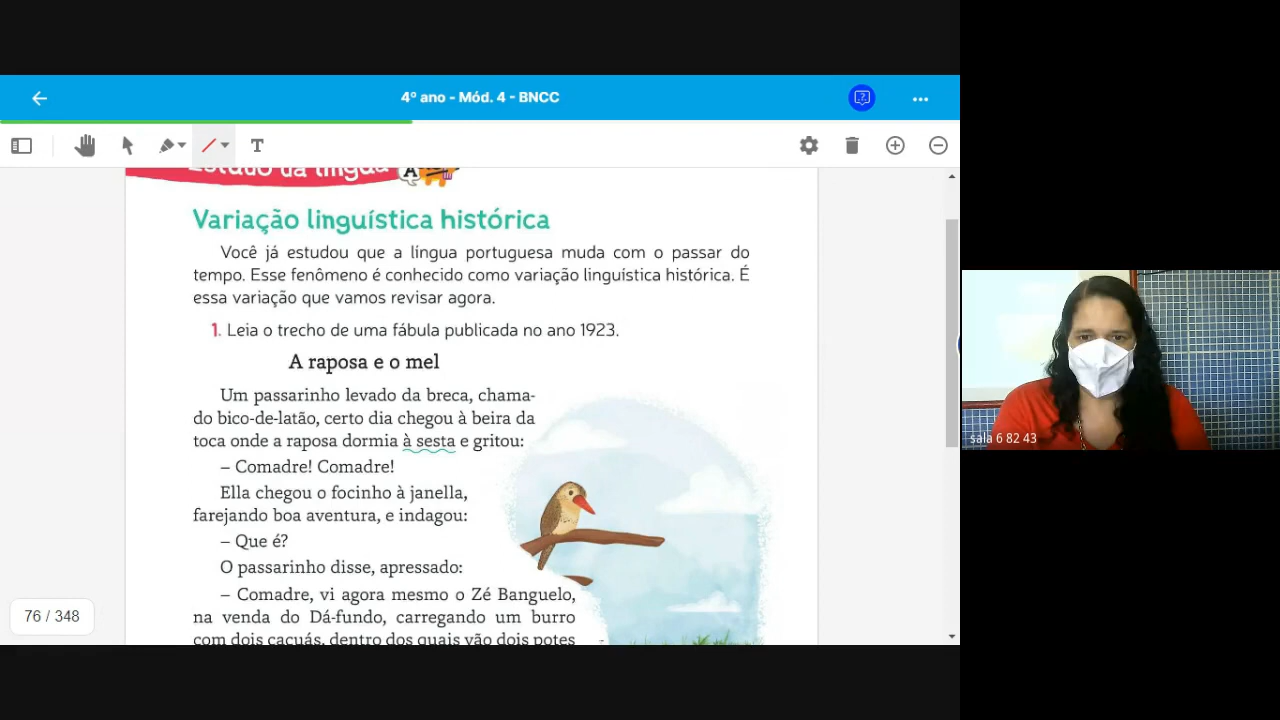 4º ano - Mód. 4 - BNCC
Estudo da língua
A
Variação linguística histórica
Você já estudou que a língua portuguesa muda com o passar do
tempo. Esse fenômeno é conhecido como variação linguística histórica. É
essa variação que vamos revisar agora.
1. Leia o trecho de uma fábula publicada no ano 1923.
A raposa e o mel
Um passarinho levado da breca, chama-
do bico-de-latão, certo dia chegou à beira da
toca onde a raposa dormia à sesta e gritou:
– Comadre! Comadre!
Ella chegou o focinho à janella,
farejando boa aventura, e indagou:
– Que é?
O passarinho disse, apressado:
– Comadre, vi agora mesmo o Zé Banguelo,
na venda do Dá-fundo, carregando um burro
com dois caçuás, dentro dos quais vão dois potes
76 / 348
sala 6 82 43